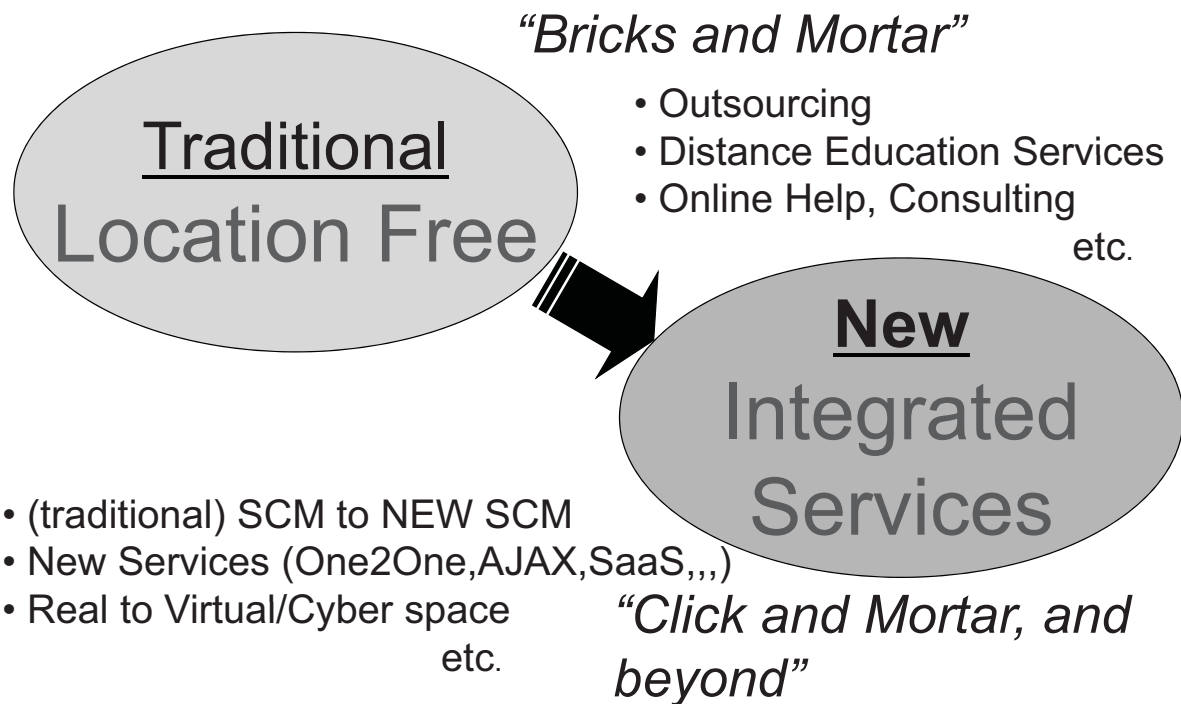 “Bricks and Mortar”
Traditional
Location Free
• Outsourcing
• Distance Education Services
• Online Help, Consulting
etc.
New
Integrated
Services
• (traditional) SCM to NEW SCM
• New Services (One2One,AJAX,SaaS,,,)
• Real to Virtual/Cyber space
etc.
“Click and Mortar, and
beyond”